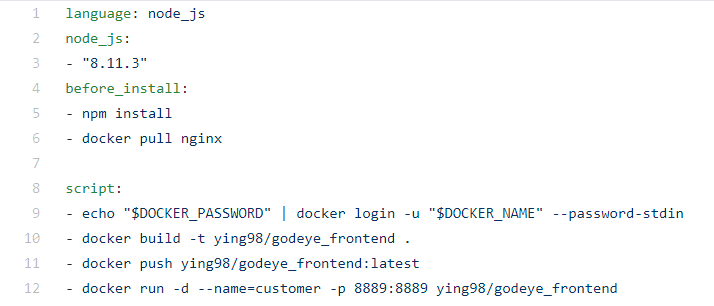 1 language: node_js
2 node_js:
3 - "8.11.3"
4 before_install:
5 - npm install
6 - docker pull nginx
7
8 script:
9 - echo "$DOCKER_PASSWORD" | docker login -u "$DOCKER_NAME" --password-stdin
10 - docker build -t ying98/godeye_frontend .
11 - docker push ying98/godeye_frontend:latest
12 - docker run -d --name=customer -p 8889:8889 ying98/godeye_frontend